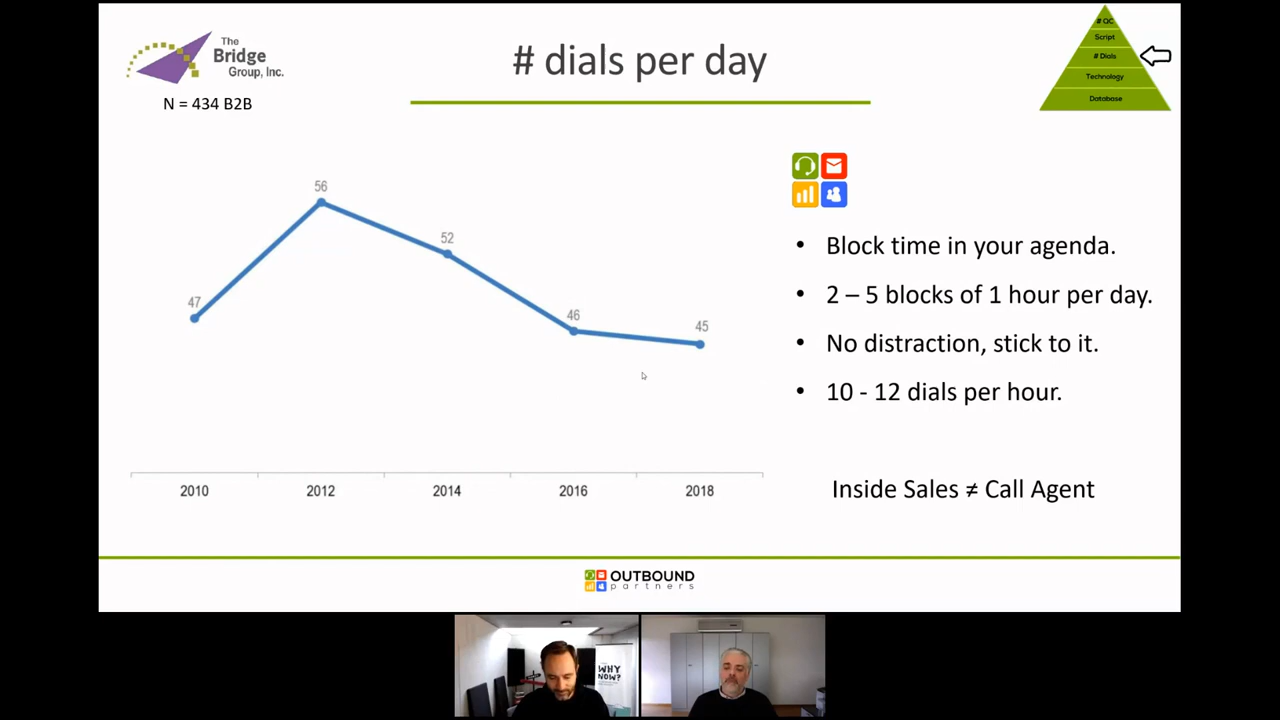 The
Bridge
Group, Inc.
N = 434 B2B
# dials per day
# QC
Script
# Dials
Technology
Database
56
52
47
46
45
2010 2012 2014 2016 2018
• Block time in your agenda.
• 2 – 5 blocks of 1 hour per day.
• No distraction, stick to it.
• 10 - 12 dials per hour.
Inside Sales ≠ Call Agent
OUTBOUND
partners
WHY
NOW?